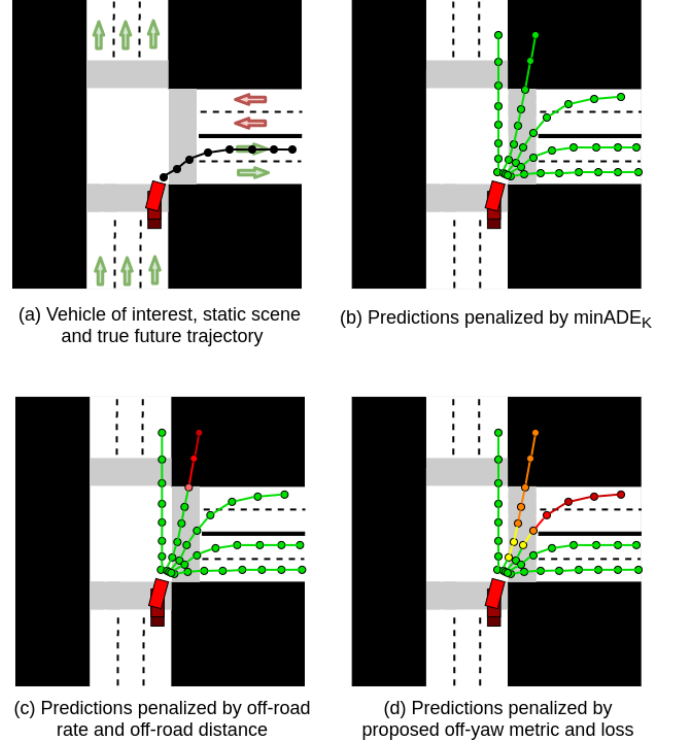 (a) Vehicle of interest, static scene
and true future trajectory
(b) Predictions penalized by minADE_K
(c) Predictions penalized by off-road
rate and off-road distance
(d) Predictions penalized by
proposed off-yaw metric and loss